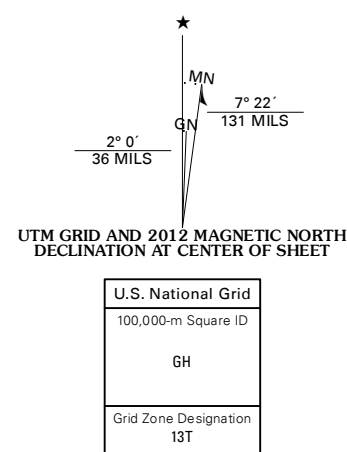 ★
MN
7° 22´
131 MILS
GN
2° 0´
36 MILS
UTM GRID AND 2012 MAGNETIC NORTH
DECLINATION AT CENTER OF SHEET
U.S. National Grid
100,000-m Square ID
GH
Grid Zone Designation
13T